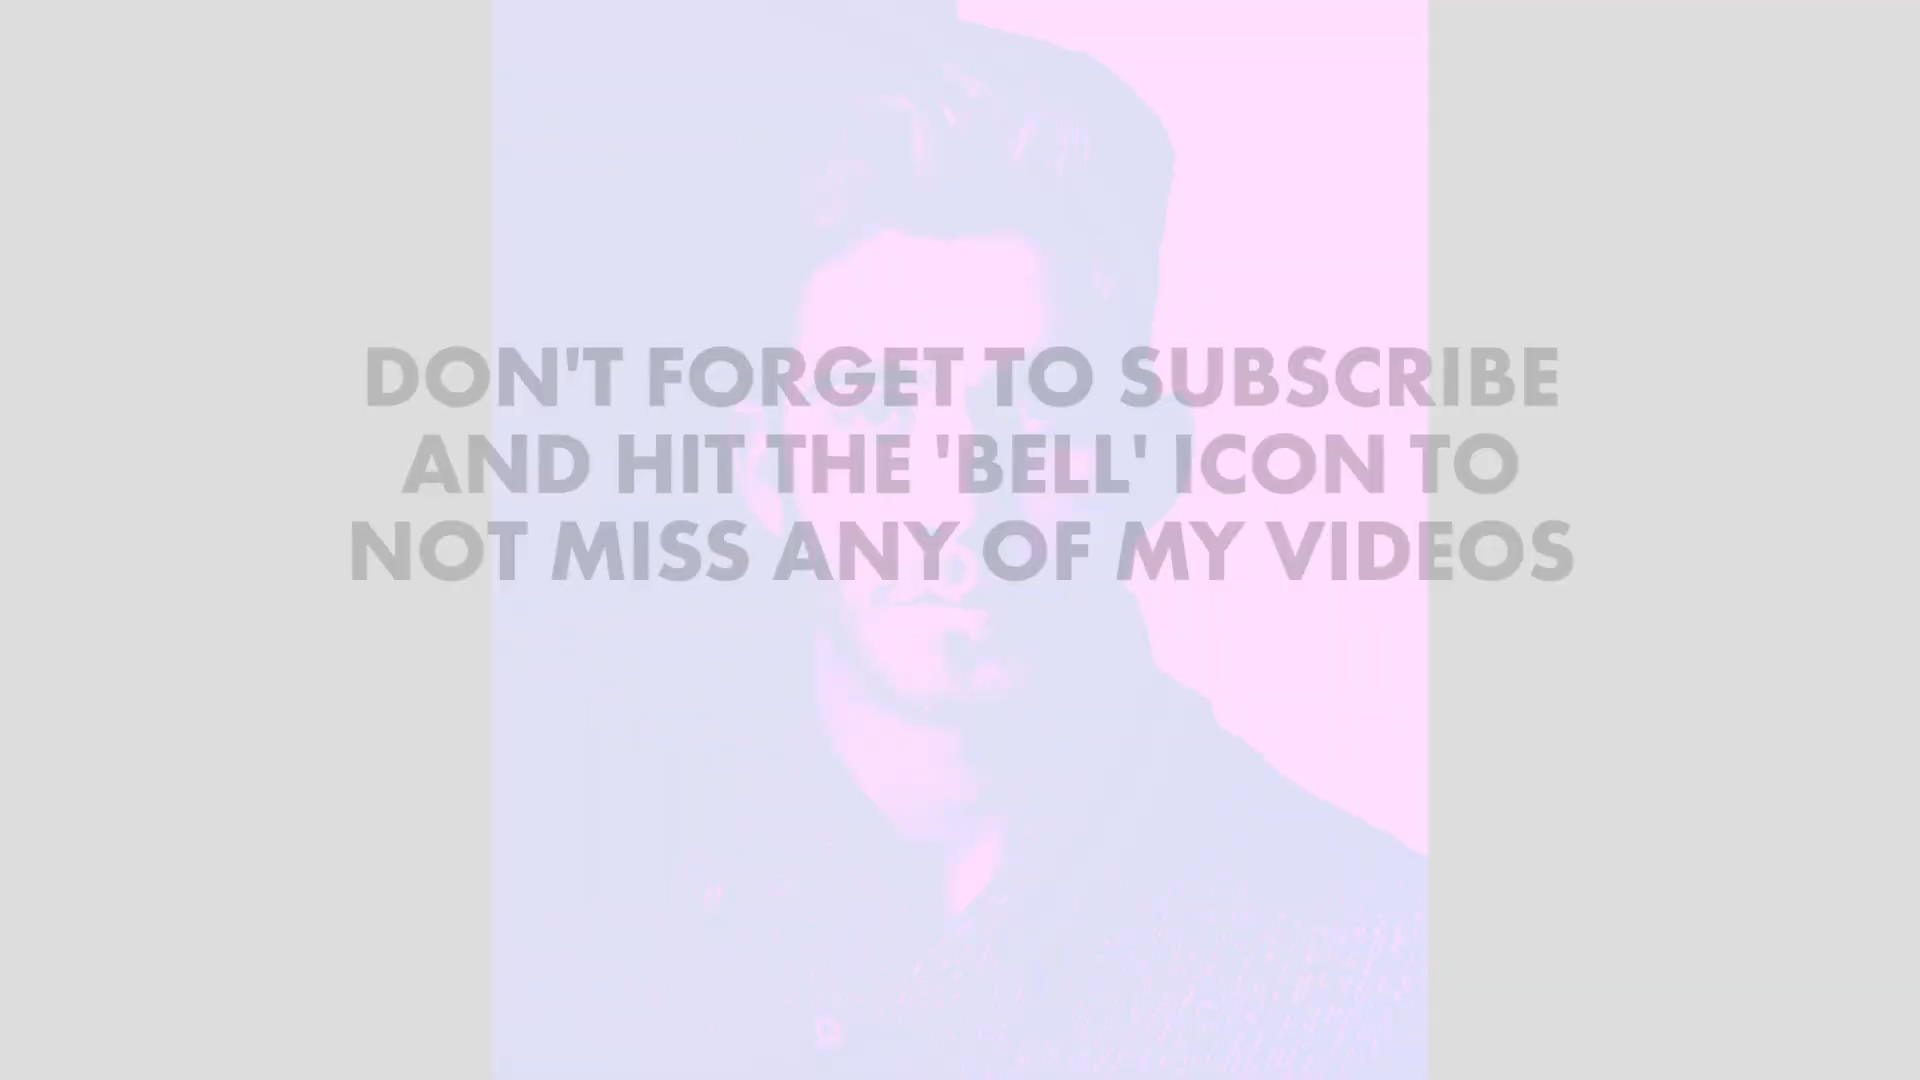 DON'T FORGET TO SUBSCRIBE
AND HIT THE 'BELL' ICON TO
NOT MISS ANY OF MY VIDEOS